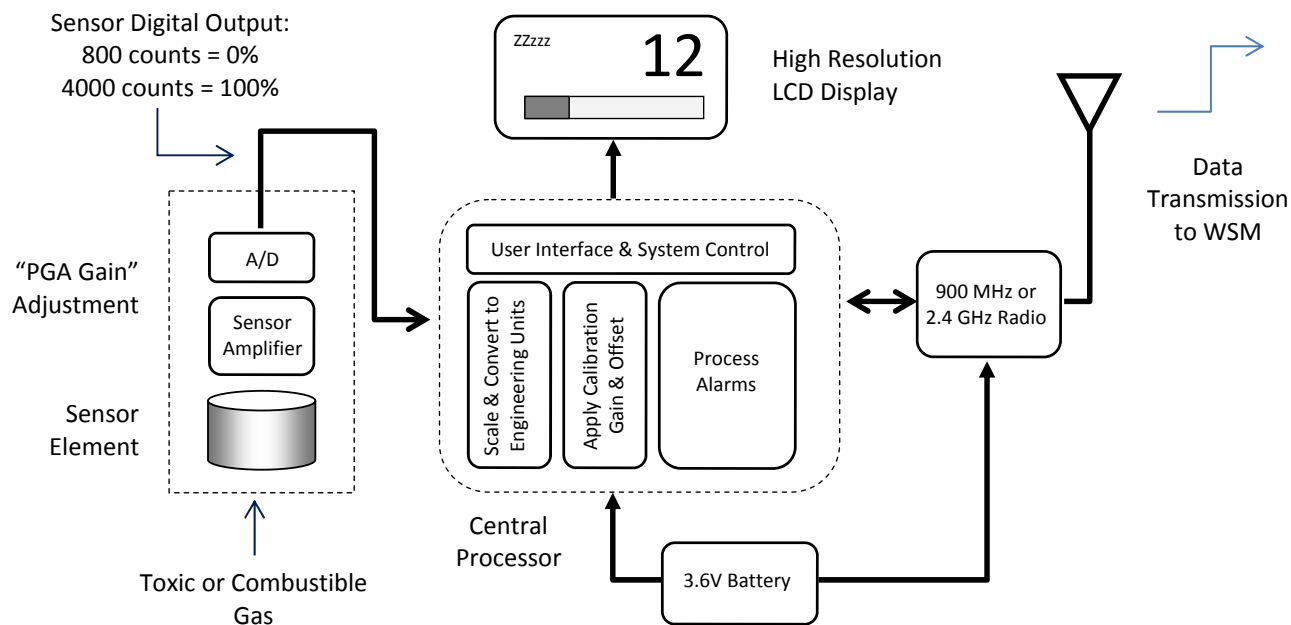 Sensor Digital Output:
800 counts = 0%
4000 counts = 100%
ZZzzz
12
High Resolution
LCD Display
Data
Transmission
to WSM
“PGA Gain”
Adjustment
A/D
Sensor
Amplifier
Sensor
Element
Toxic or Combustible
Gas
User Interface & System Control
Scale & Convert to
Engineering Units
Apply Calibration
Gain & Offset
Process
Alarms
Central
Processor
900 MHz or
2.4 GHz Radio
3.6V Battery